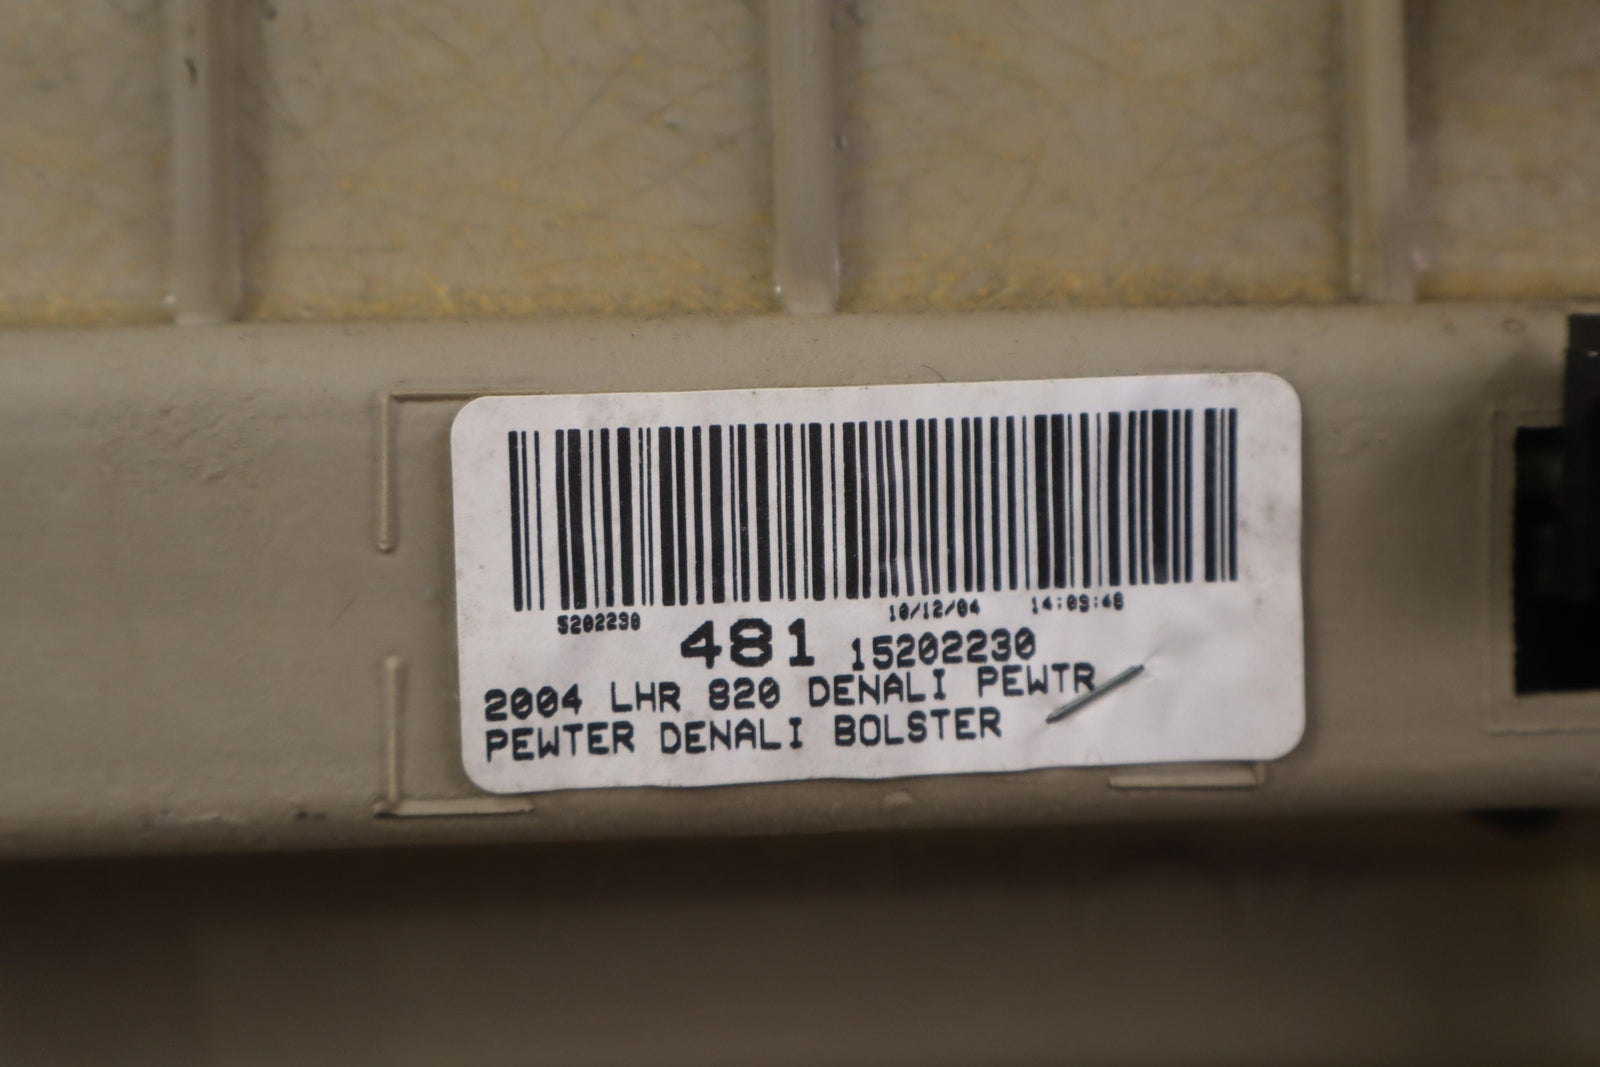 5202230 10/12/04 14:09:48
481 15202230
2004 LHR 820 DENALI PEWTR
PEWTER DENALI BOLSTER